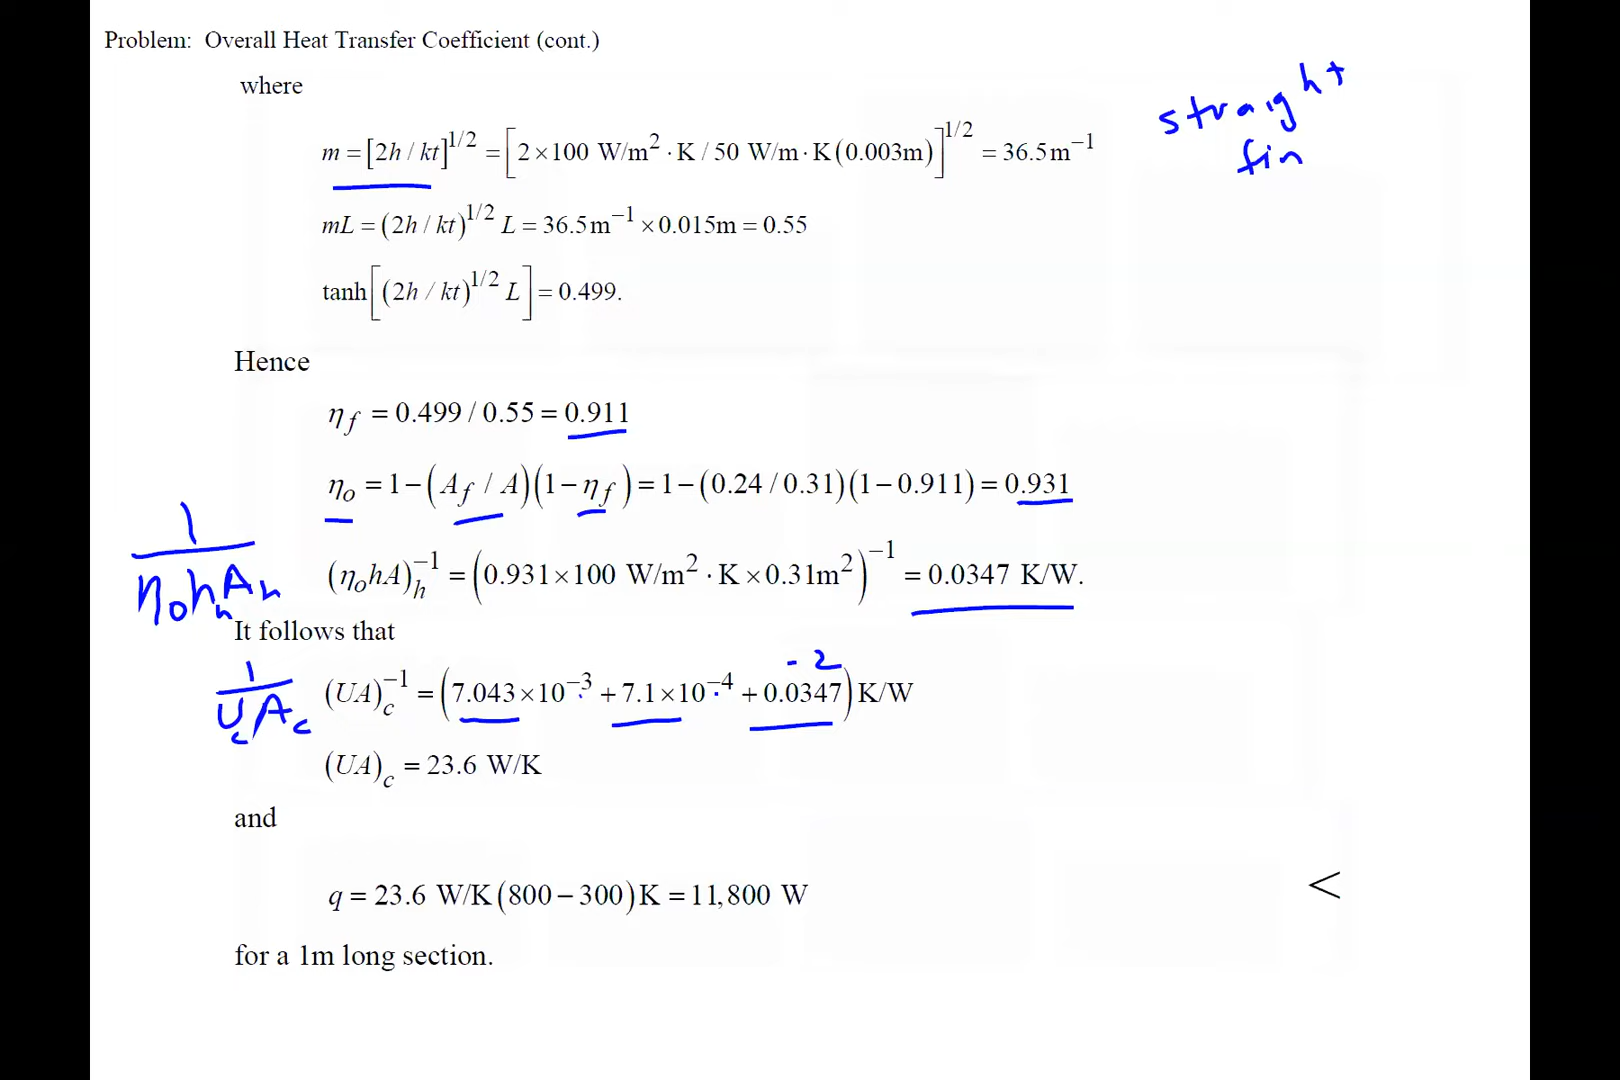 Problem: Overall Heat Transfer Coefficient (cont.)
where
straight
fin
m = [2h / kt]^1/2 = [2×100 W/m² · K / 50 W/m · K (0.003m)]^1/2 = 36.5 m⁻¹
mL = (2h / kt)^1/2 L = 36.5 m⁻¹ × 0.015m = 0.55
tanh[(2h / kt)^1/2 L] = 0.499.
Hence
η_f = 0.499 / 0.55 = 0.911
η_o = 1 − (A_f / A)(1 − η_f) = 1 − (0.24 / 0.31)(1 − 0.911) = 0.931
1
η_o h_h A_h
(η_o hA)_h⁻¹ = (0.931×100 W/m² · K × 0.31m²)⁻¹ = 0.0347 K/W.
It follows that
-2
1
U_c A_c
(UA)_c⁻¹ = (7.043×10⁻³ + 7.1×10⁻⁴ + 0.0347) K/W
(UA)_c = 23.6 W/K
and
q = 23.6 W/K (800 − 300) K = 11,800 W <
for a 1m long section.